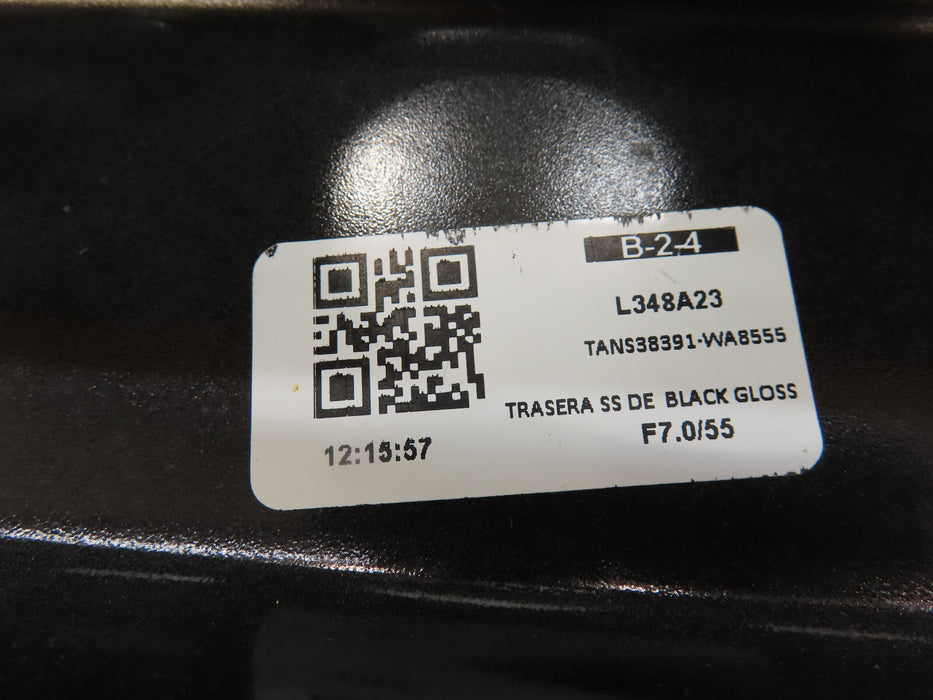 B-2-4
L348A23
TANS38391-WA8555
TRASERA SS DE BLACK GLOSS
F7.0/55
12:15:57